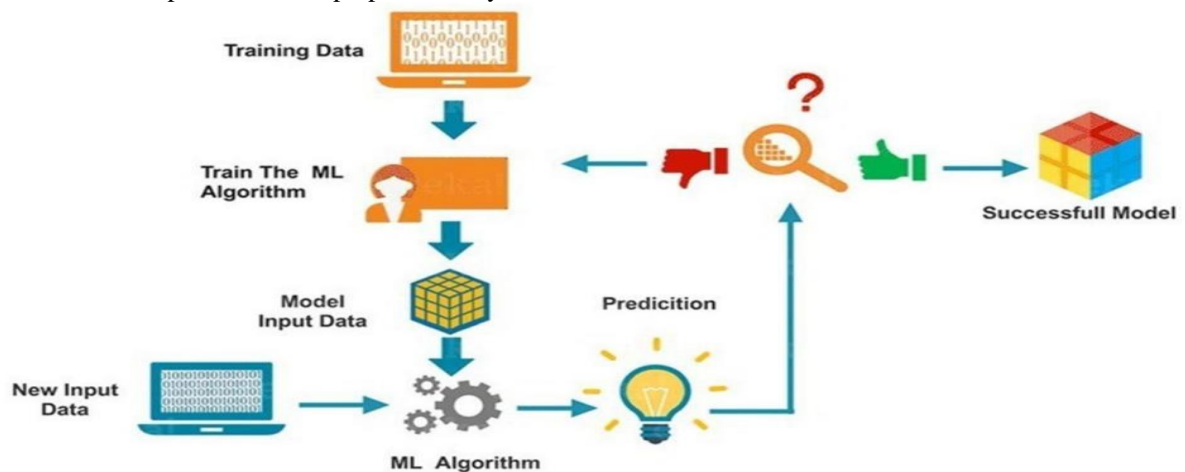 Training Data
Train The ML
Algorithm
Successfull Model
Model
Input Data
Predicition
New Input
Data
ML Algorithm
?